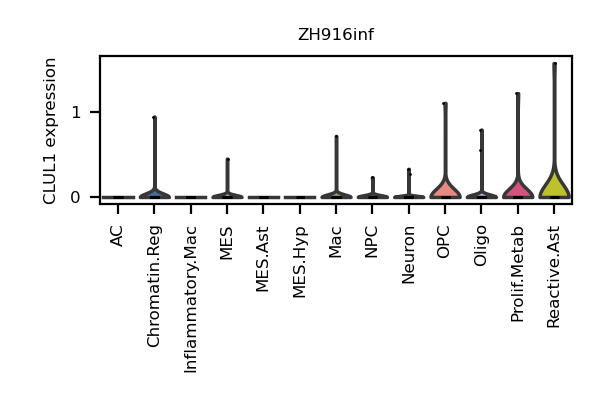 ZH916inf
CLUL1 expression
1
0
AC
Chromatin.Reg
Inflammatory.Mac
MES
MES.Ast
MES.Hyp
Mac
NPC
Neuron
OPC
Oligo
Prolif.Metab
Reactive.Ast